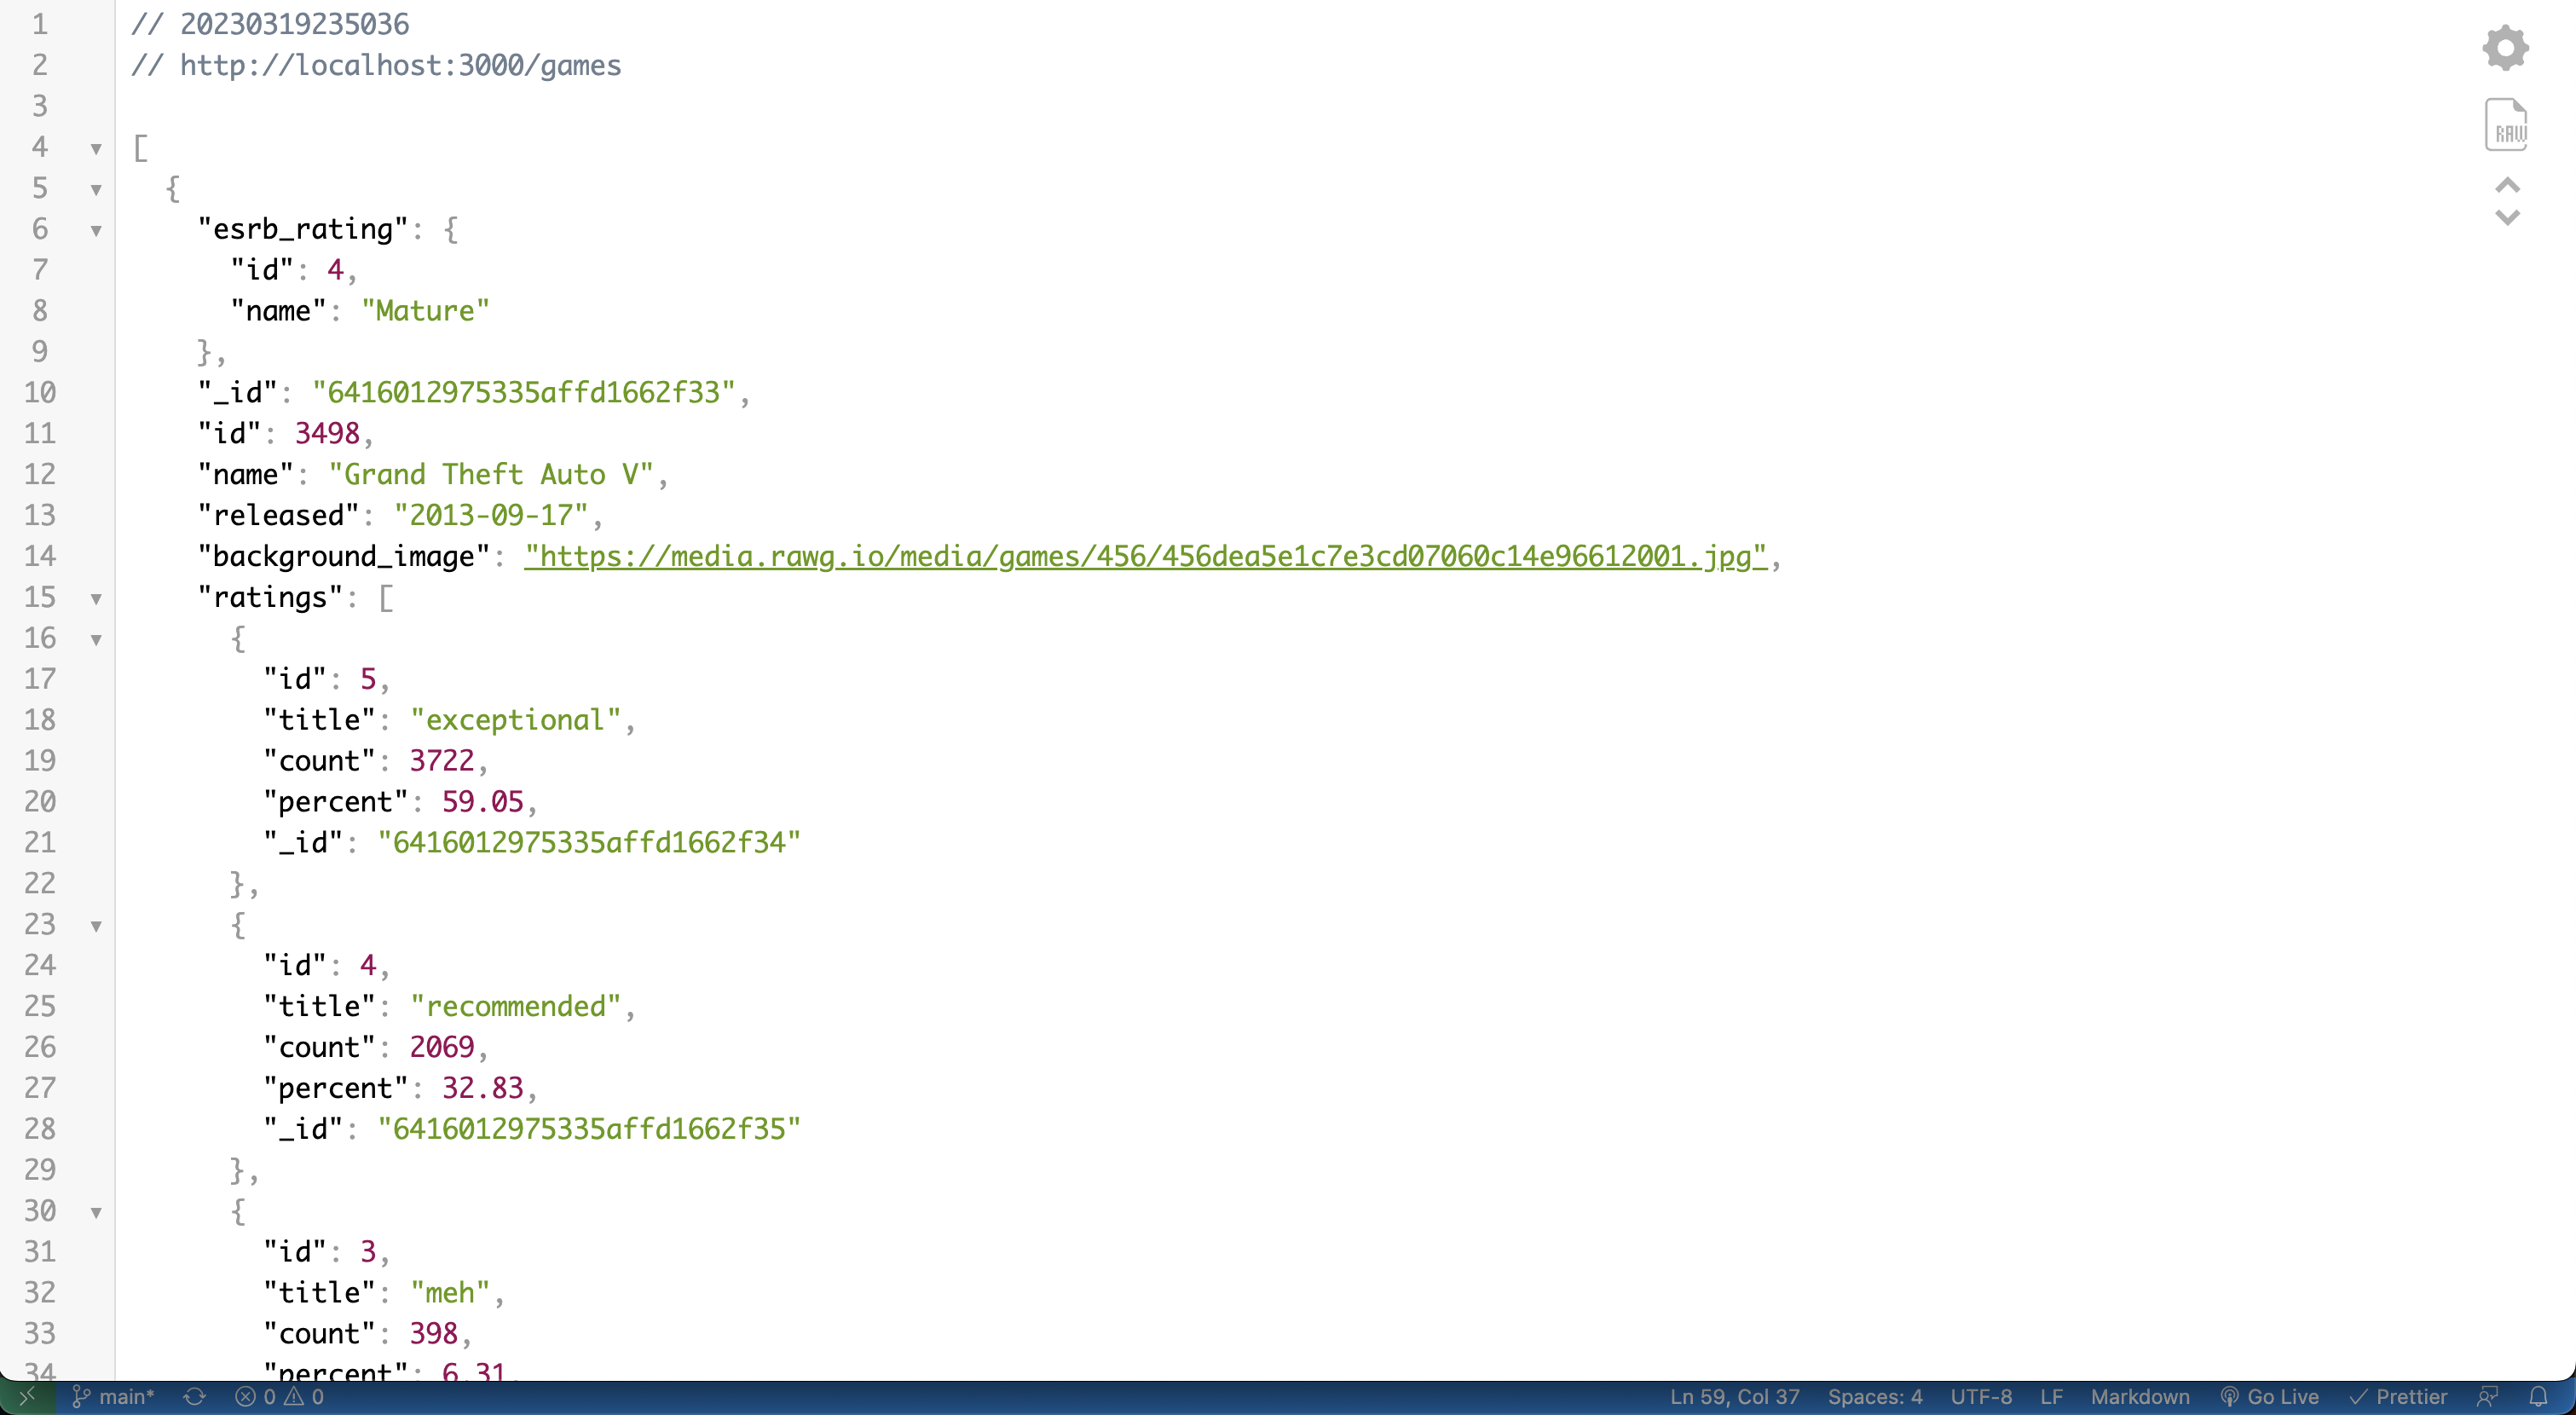 1 // 20230319235036
2 // http://localhost:3000/games
3
4 ▼ [
5 ▼ {
6 ▼ "esrb_rating": {
7 "id": 4,
8 "name": "Mature"
9 },
10 "_id": "6416012975335affd1662f33",
11 "id": 3498,
12 "name": "Grand Theft Auto V",
13 "released": "2013-09-17",
14 "background_image": "https://media.rawg.io/media/games/456/456dea5e1c7e3cd07060c14e96612001.jpg",
15 ▼ "ratings": [
16 ▼ {
17 "id": 5,
18 "title": "exceptional",
19 "count": 3722,
20 "percent": 59.05,
21 "_id": "6416012975335affd1662f34"
22 },
23 ▼ {
24 "id": 4,
25 "title": "recommended",
26 "count": 2069,
27 "percent": 32.83,
28 "_id": "6416012975335affd1662f35"
29 },
30 ▼ {
31 "id": 3,
32 "title": "meh",
33 "count": 398,
34 "percent": 6.31,
RAW
main* 0 0 Ln 59, Col 37 Spaces: 4 UTF-8 LF Markdown Go Live Prettier